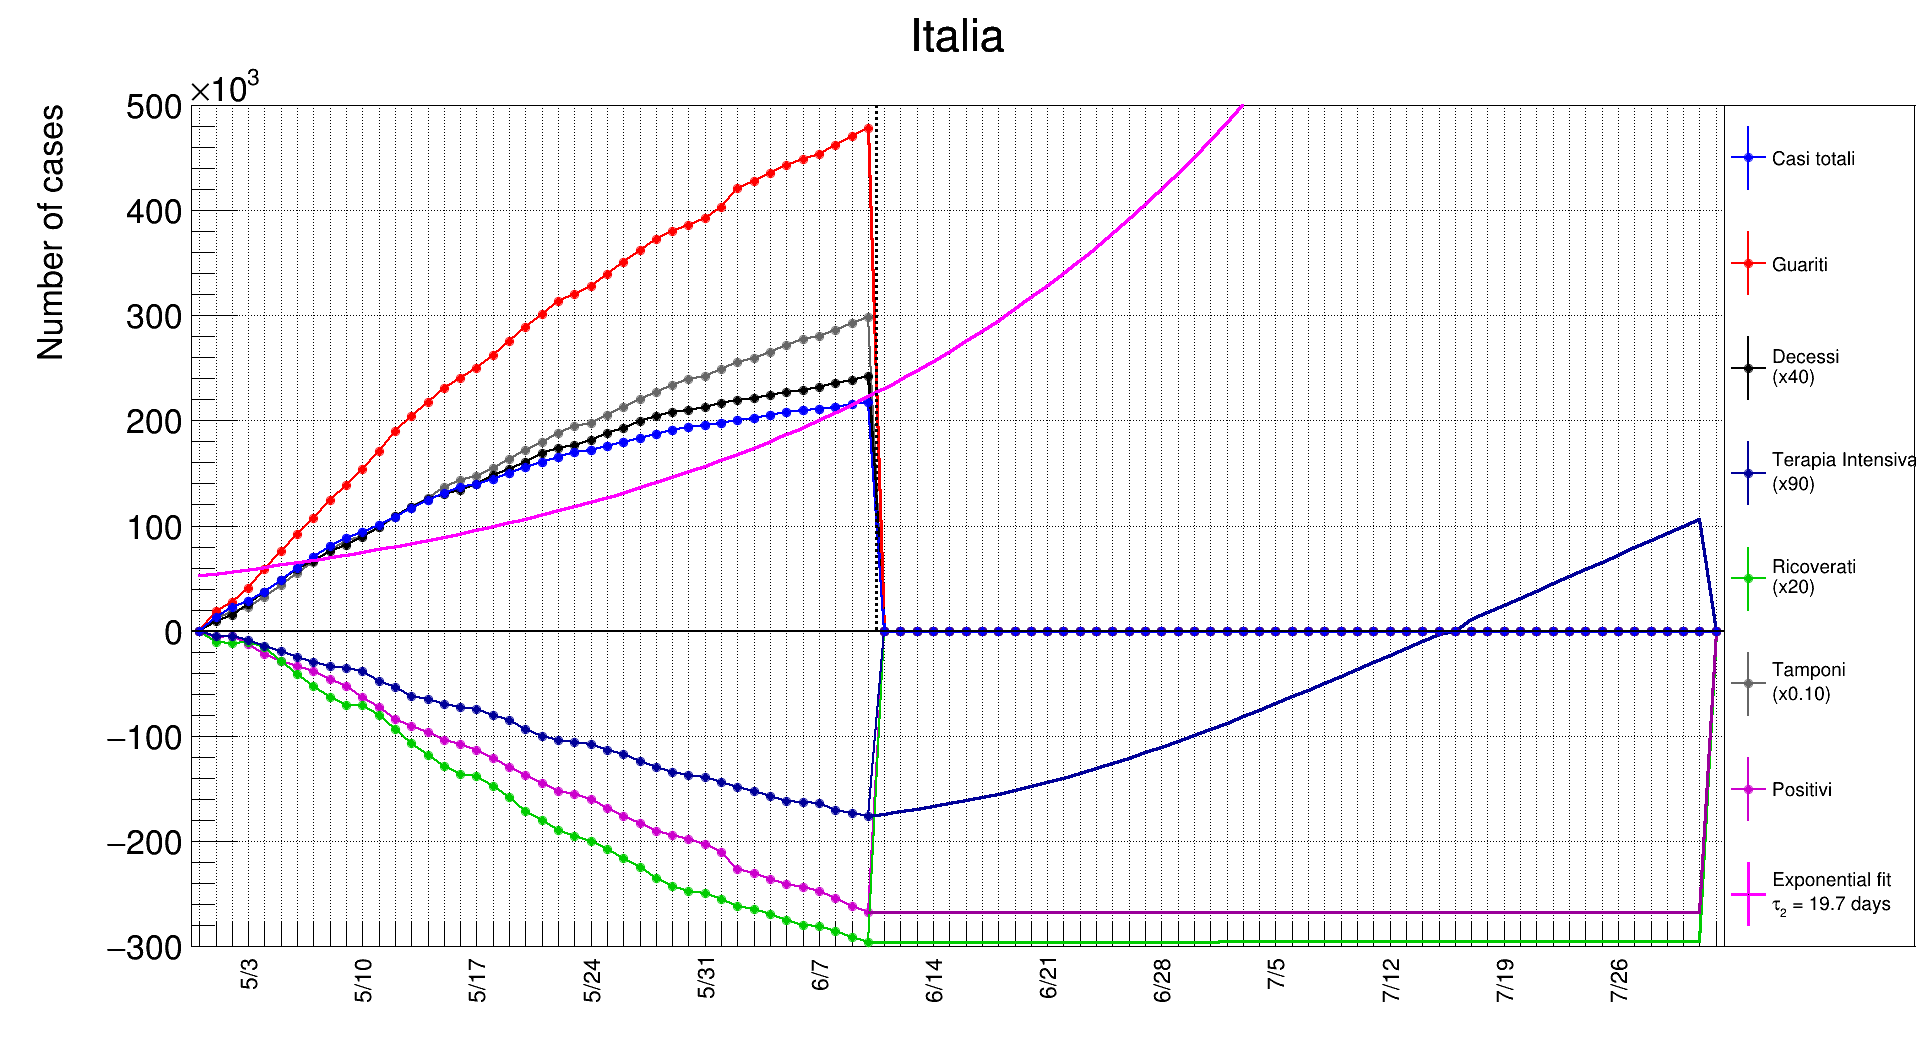 Italia
×10³
Number of cases
500
400
300
200
100
0
−100
−200
−300
5/3
5/10
5/17
5/24
5/31
6/7
6/14
6/21
6/28
7/5
7/12
7/19
7/26
Casi totali
Guariti
Decessi
(x40)
Terapia Intensiva
(x90)
Ricoverati
(x20)
Tamponi
(x0.10)
Positivi
Exponential fit
τ₂ = 19.7 days